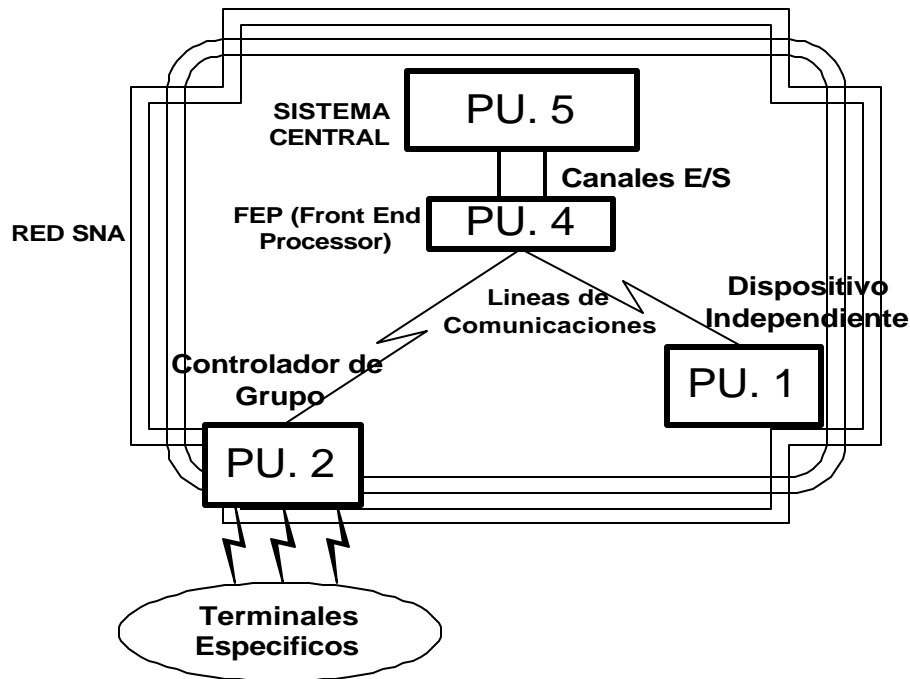 SISTEMA
CENTRAL
PU. 5
Canales E/S
FEP (Front End
Processor)
PU. 4
RED SNA
Lineas de
Comunicaciones
Dispositivo
Independiente
PU. 1
Controlador de
Grupo
PU. 2
Terminales
Especificos